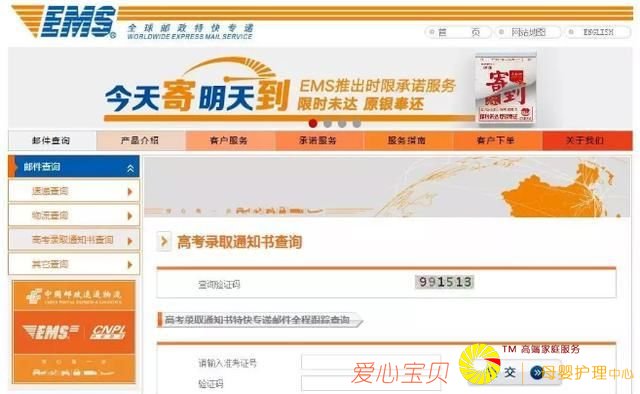 EMS
全球邮政特快专递
WORLDWIDE EXPRESS MAIL SERVICE
首 页
网站地图
ENGLISH
今天寄明天到
EMS推出时限承诺服务
限时未达 原银奉还
寄到
邮件查询
产品介绍
客户服务
承诺服务
服务指南
客户下单
关于我们
邮件查询
速递查询
物流查询
高考录取通知书查询
其它查询
中国邮政速递物流
CHINA POSTAL EXPRESS & LOGISTICS
EMS
CNPL
高考录取通知书查询
查询验证码
991513
高考录取通知书特快专递邮件全程跟踪查询
请输入准考证号
验证码
交
爱心宝贝
TM 高端家庭服务
母婴护理中心